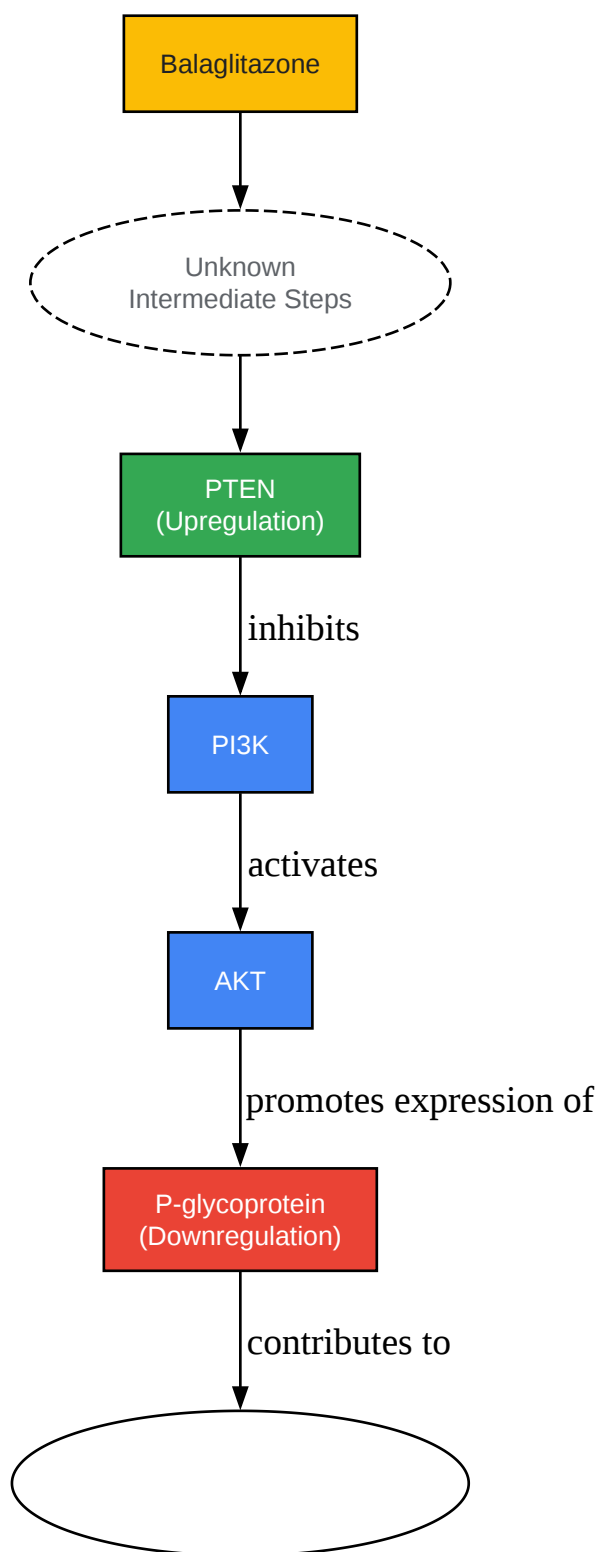 Balaglitazone
Unknown
Intermediate Steps
PTEN
(Upregulation)
inhibits
PI3K
activates
AKT
promotes expression of
P-glycoprotein
(Downregulation)
contributes to